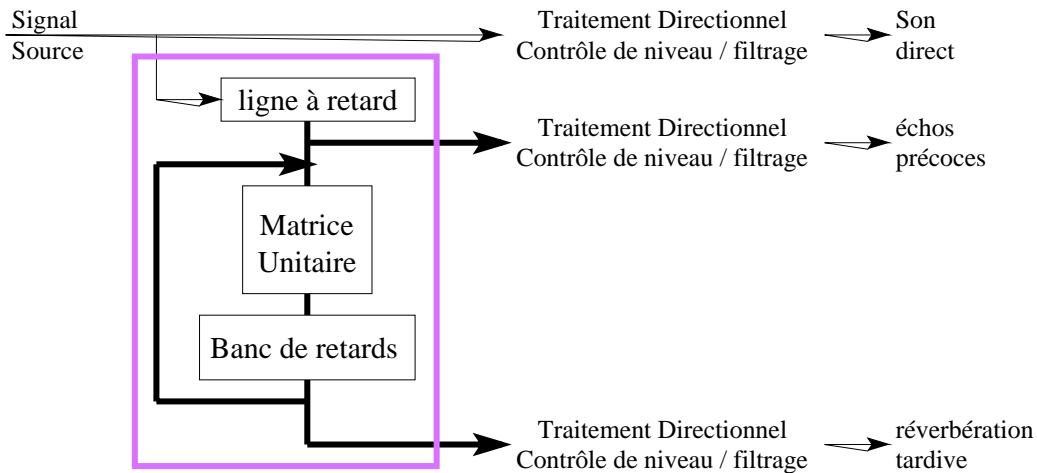 Signal
Source
Traitement Directionnel
Contrôle de niveau / filtrage
Son
direct
ligne à retard
Traitement Directionnel
Contrôle de niveau / filtrage
échos
précoces
Matrice
Unitaire
Banc de retards
Traitement Directionnel
Contrôle de niveau / filtrage
réverbération
tardive